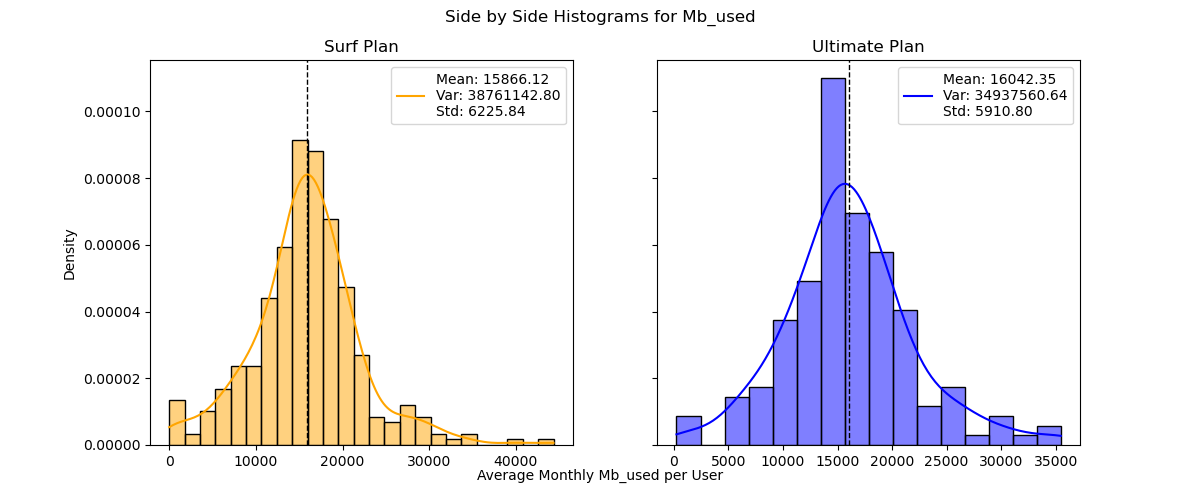 Side by Side Histograms for Mb_used
Surf Plan
Mean: 15866.12
Var: 38761142.80
Std: 6225.84
Density
0.00010
0.00008
0.00006
0.00004
0.00002
0.00000
0 10000 20000 30000 40000
Ultimate Plan
Mean: 16042.35
Var: 34937560.64
Std: 5910.80
0 5000 10000 15000 20000 25000 30000 35000
Average Monthly Mb_used per User